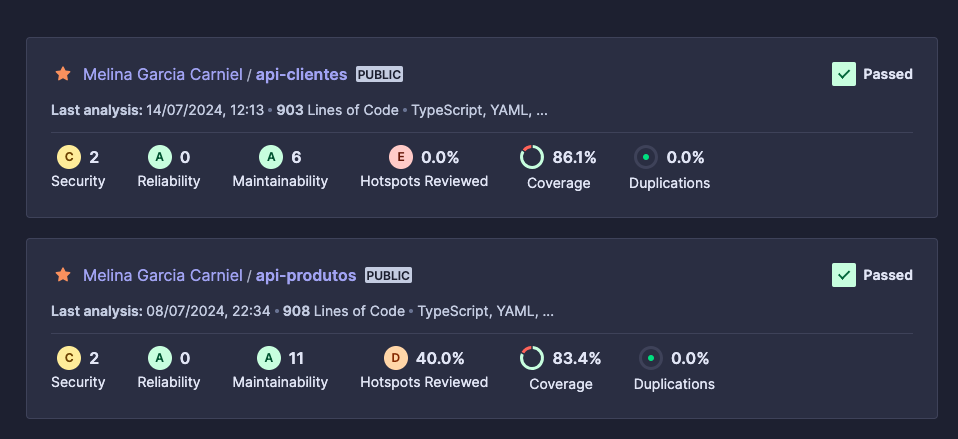 Melina Garcia Carniel / api-clientes PUBLIC Passed
Last analysis: 14/07/2024, 12:13 • 903 Lines of Code • TypeScript, YAML, ...
C 2 A 0 A 6 E 0.0% 86.1% 0.0%
Security Reliability Maintainability Hotspots Reviewed Coverage Duplications
Melina Garcia Carniel / api-produtos PUBLIC Passed
Last analysis: 08/07/2024, 22:34 • 908 Lines of Code • TypeScript, YAML, ...
C 2 A 0 A 11 D 40.0% 83.4% 0.0%
Security Reliability Maintainability Hotspots Reviewed Coverage Duplications